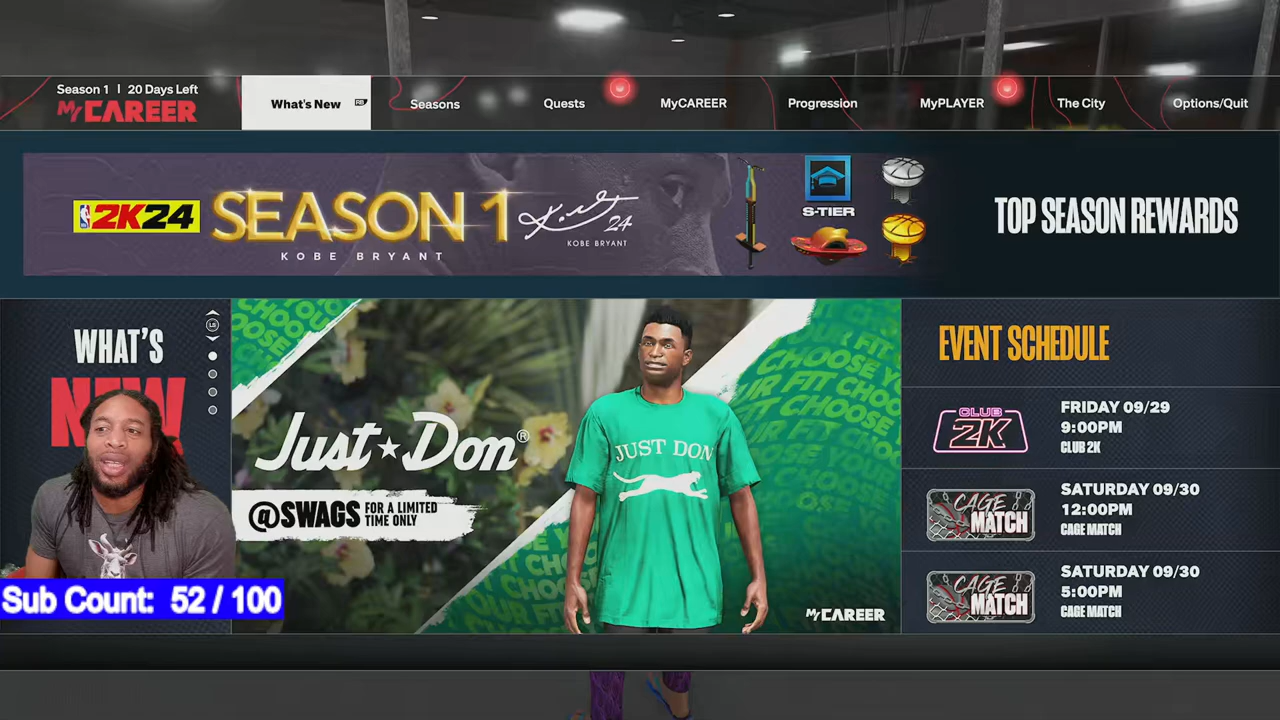 Season 1 | 20 Days Left
MyCAREER
What's New
RB
Seasons
Quests
MyCAREER
Progression
MyPLAYER
The City
Options/Quit
NBA 2K24
SEASON 1
KOBE BRYANT
24
KOBE BRYANT
S-TIER
TOP SEASON REWARDS
WHAT'S
NEW
LS
Just Don®
@SWAGS FOR A LIMITED
TIME ONLY
JUST DON
MyCAREER
EVENT SCHEDULE
CLUB
2K
FRIDAY 09/29
9:00PM
CLUB 2K
CAGE
MATCH
SATURDAY 09/30
12:00PM
CAGE MATCH
CAGE
MATCH
SATURDAY 09/30
5:00PM
CAGE MATCH
Sub Count: 52 / 100